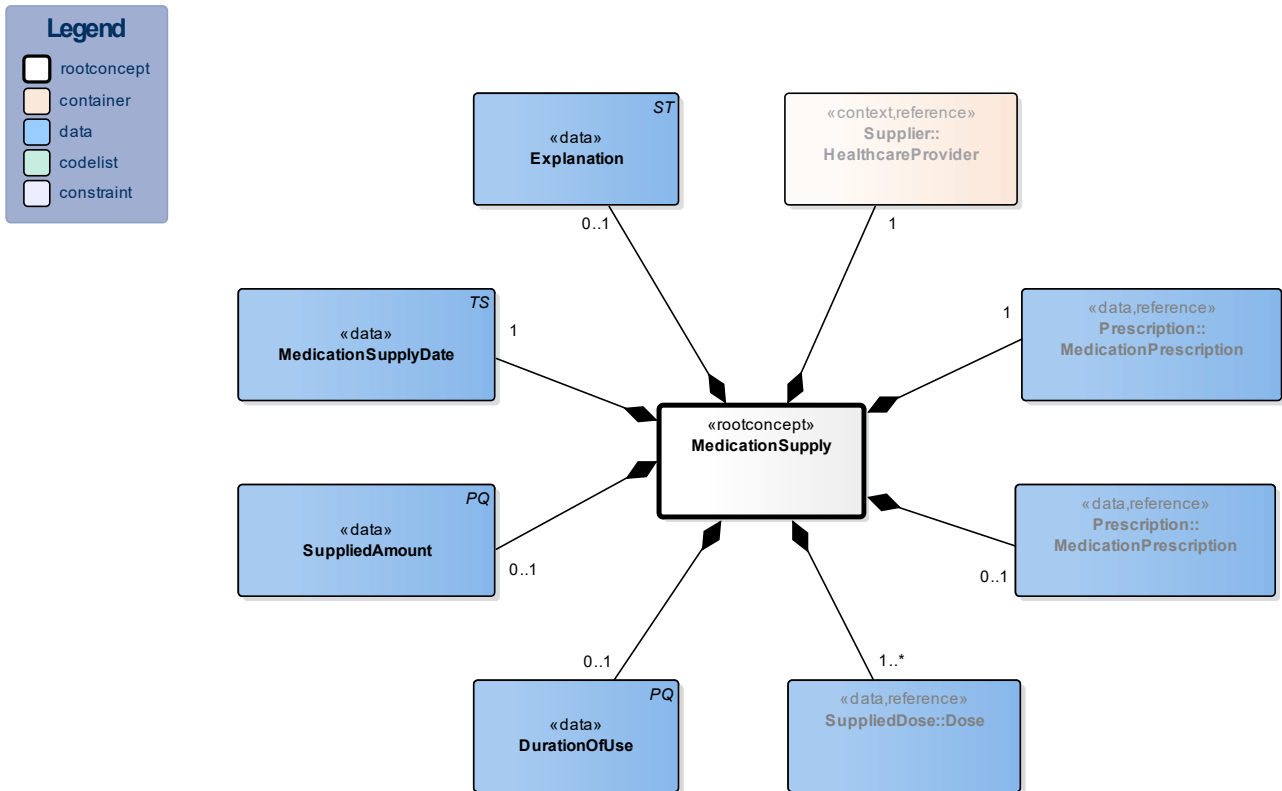 Legend
rootconcept
container
data
codelist
constraint
ST
«data»
Explanation
0..1
«context,reference»
Supplier::
HealthcareProvider
1
TS
«data»
MedicationSupplyDate
1
«data,reference»
Prescription::
MedicationPrescription
1
«rootconcept»
MedicationSupply
PQ
«data»
SuppliedAmount
0..1
«data,reference»
Prescription::
MedicationPrescription
0..1
0..1
PQ
«data»
DurationOfUse
1..*
«data,reference»
SuppliedDose::Dose